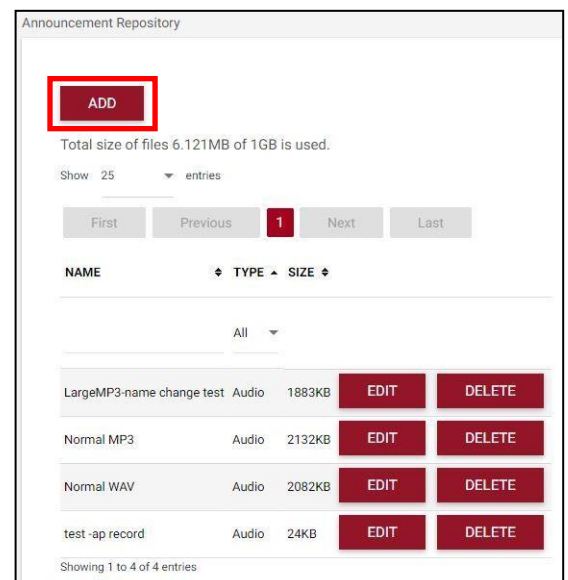 Announcement Repository
ADD
Total size of files 6.121MB of 1GB is used.
Show 25 entries
First Previous 1 Next Last
NAME TYPE SIZE
All
LargeMP3-name change test Audio 1883KB EDIT DELETE
Normal MP3 Audio 2132KB EDIT DELETE
Normal WAV Audio 2082KB EDIT DELETE
test -ap record Audio 24KB EDIT DELETE
Showing 1 to 4 of 4 entries